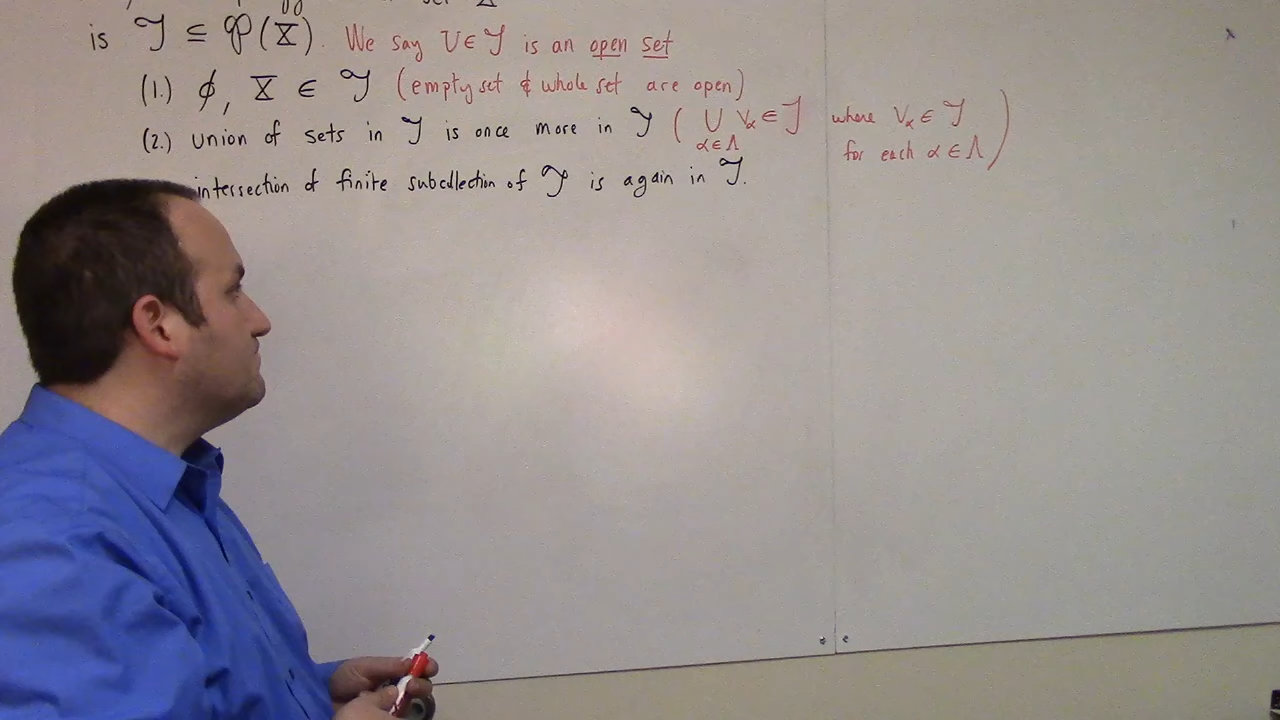 is 𝒯 ⊆ 𝒫(X). We say U ∈ 𝒯 is an open set
(1.) ∅, X ∈ 𝒯 (empty set & whole set are open)
(2.) union of sets in 𝒯 is once more in 𝒯 ( ⋃ Vα ∈ 𝒯 where Vα ∈ 𝒯
α∈Λ for each α ∈ Λ )
intersection of finite subcollection of 𝒯 is again in 𝒯.